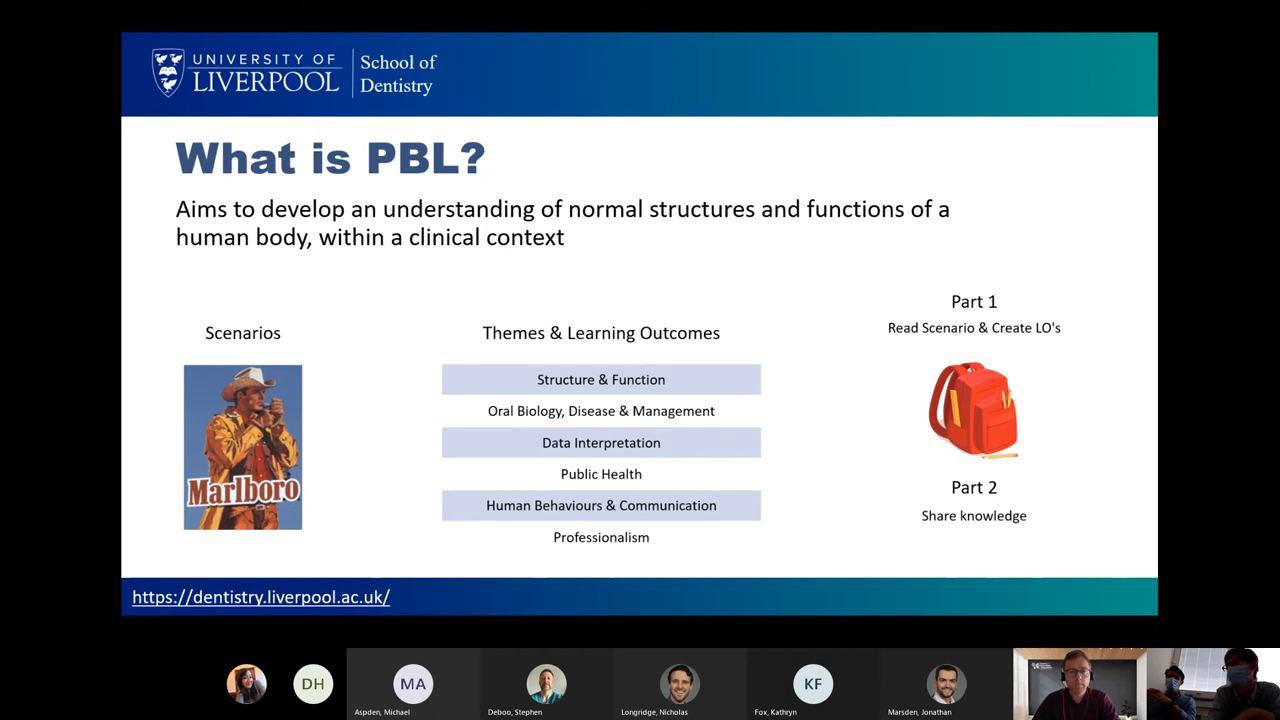 UNIVERSITY OF
LIVERPOOL
School of
Dentistry
What is PBL?
Aims to develop an understanding of normal structures and functions of a
human body, within a clinical context
Scenarios
Marlboro
Themes & Learning Outcomes
Structure & Function
Oral Biology, Disease & Management
Data Interpretation
Public Health
Human Behaviours & Communication
Professionalism
Part 1
Read Scenario & Create LO's
Part 2
Share knowledge
https://dentistry.liverpool.ac.uk/
DH
MA
Aspden, Michael
Deboo, Stephen
Longridge, Nicholas
KF
Fox, Kathryn
Marsden, Jonathan